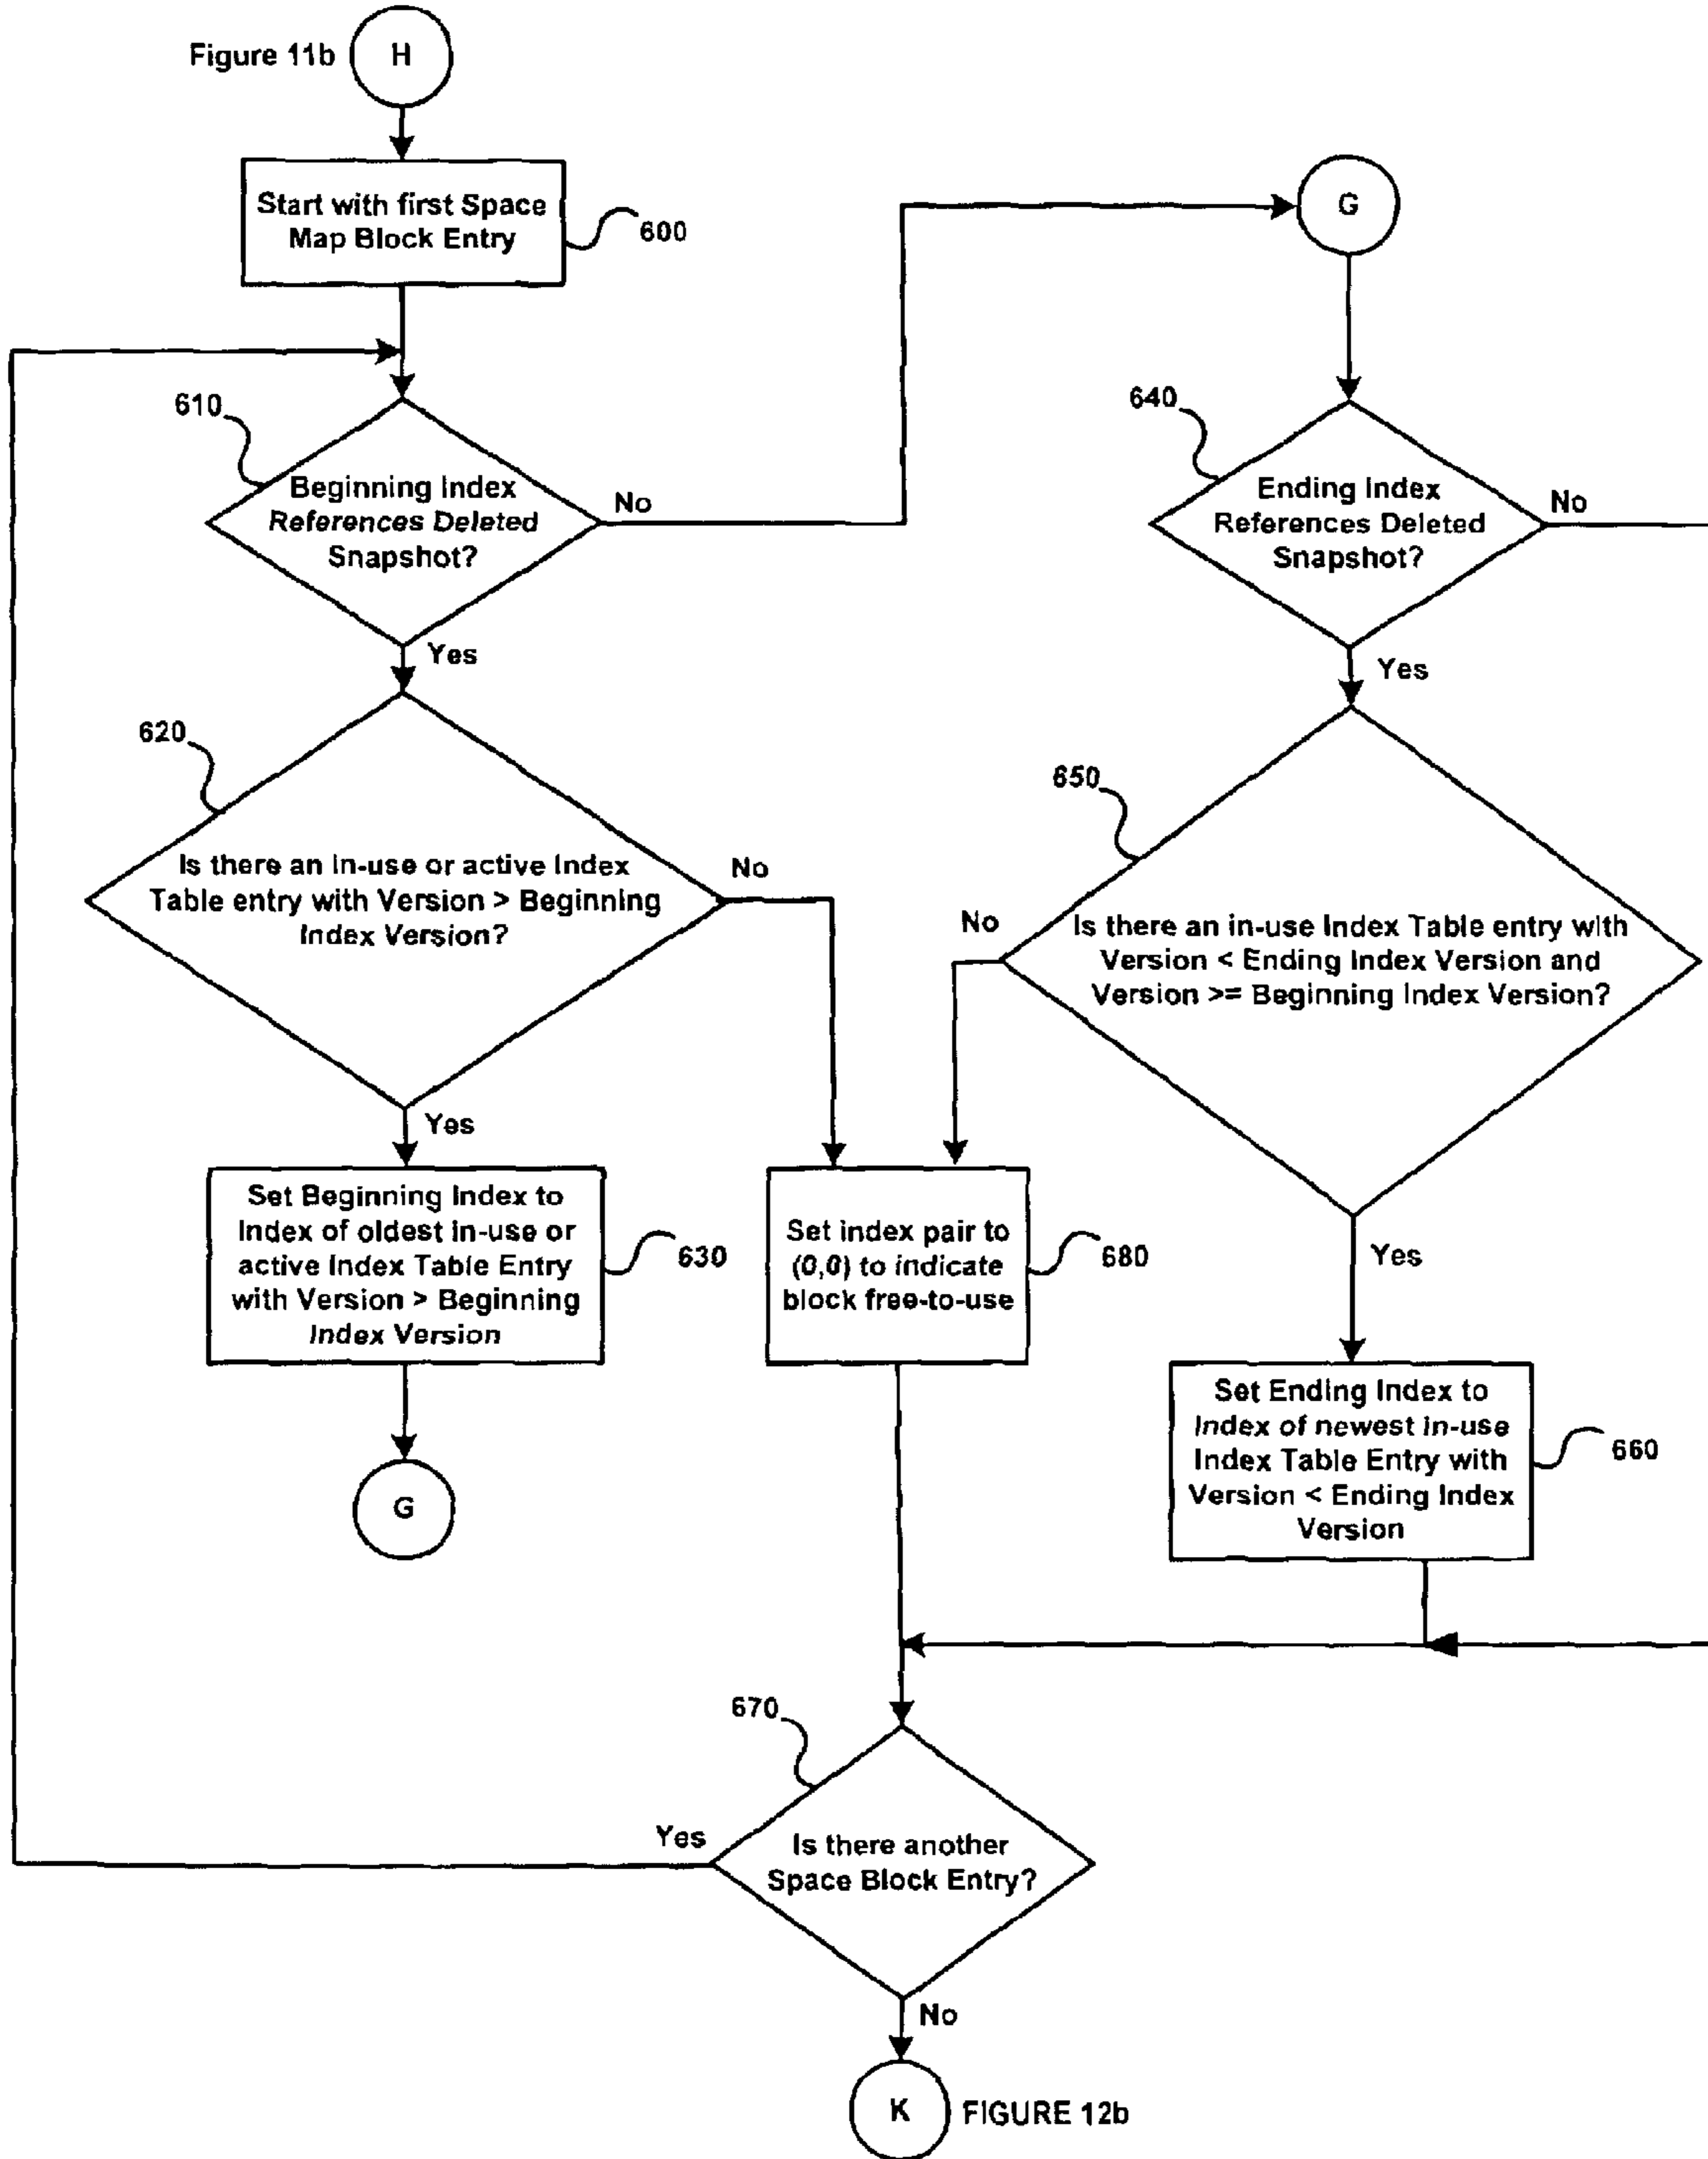 Figure 11b
H
Start with first Space
Map Block Entry
600
G
610
Beginning Index
References Deleted
Snapshot?
No
Yes
640
Ending Index
References Deleted
Snapshot?
No
Yes
620
Is there an in-use or active Index
Table entry with Version > Beginning
Index Version?
No
Yes
650
Is there an in-use Index Table entry with
Version < Ending Index Version and
Version >= Beginning Index Version?
No
Yes
Set Beginning Index to
Index of oldest in-use or
active Index Table Entry
with Version > Beginning
Index Version
630
Set index pair to
(0,0) to indicate
block free-to-use
680
Set Ending Index to
Index of newest in-use
Index Table Entry with
Version < Ending Index
Version
660
G
670
Is there another
Space Block Entry?
Yes
No
K
FIGURE 12b